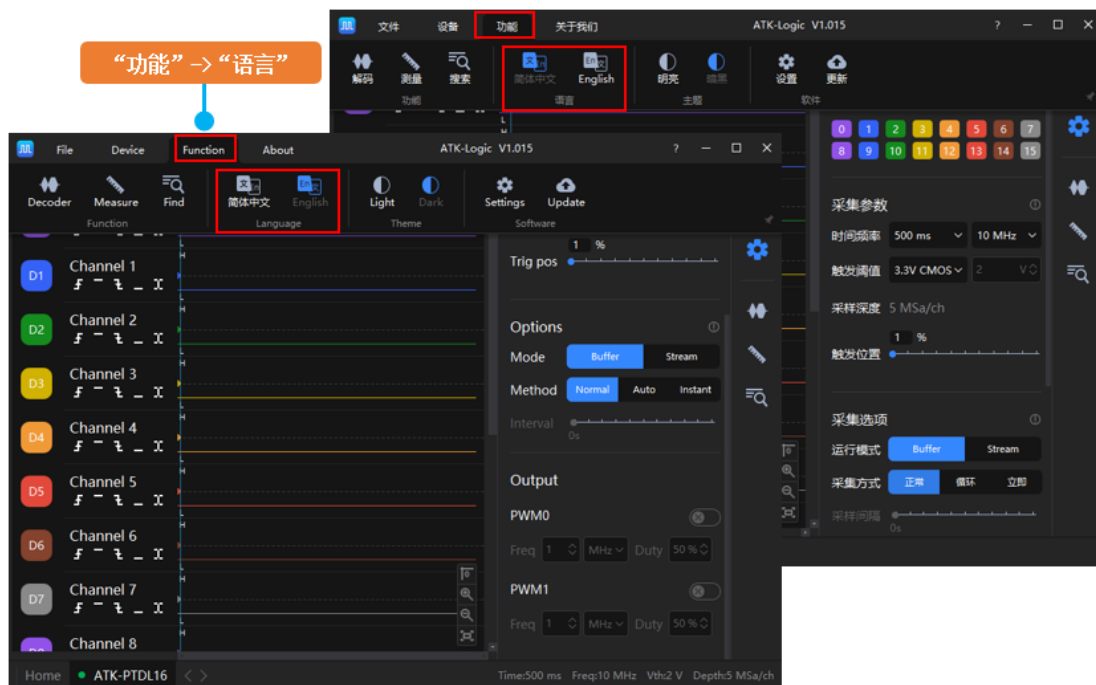 文件 设备 功能 关于我们 ATK-Logic V1.015 ?
解码 测量 搜索 简体中文 English 明亮 暗黑 设置 更新
功能 语言 主题 软件
“功能” -> “语言”
0 1 2 3 4 5 6 7
8 9 10 11 12 13 14 15
采集参数
时间频率 500 ms 10 MHz
触发阈值 3.3V CMOS 2 V
采样深度 5 MSa/ch
1 %
触发位置
采集选项
运行模式 Buffer Stream
采集方式 正常 循环 立即
采样间隔
0s
L
H
File Device Function About ATK-Logic V1.015 ?
Decoder Measure Find 简体中文 English Light Dark Settings Update
Function Language Theme Software
D1 Channel 1
D2 Channel 2
D3 Channel 3
D4 Channel 4
D5 Channel 5
D6 Channel 6
D7 Channel 7
Channel 8
1 %
Trig pos
Options
Mode Buffer Stream
Method Normal Auto Instant
Interval
0s
Output
PWM0
Freq 1 MHz Duty 50 %
PWM1
Freq 1 MHz Duty 50 %
Home ATK-PTDL16 Time:500 ms Freq:10 MHz Vth:2 V Depth:5 MSa/ch